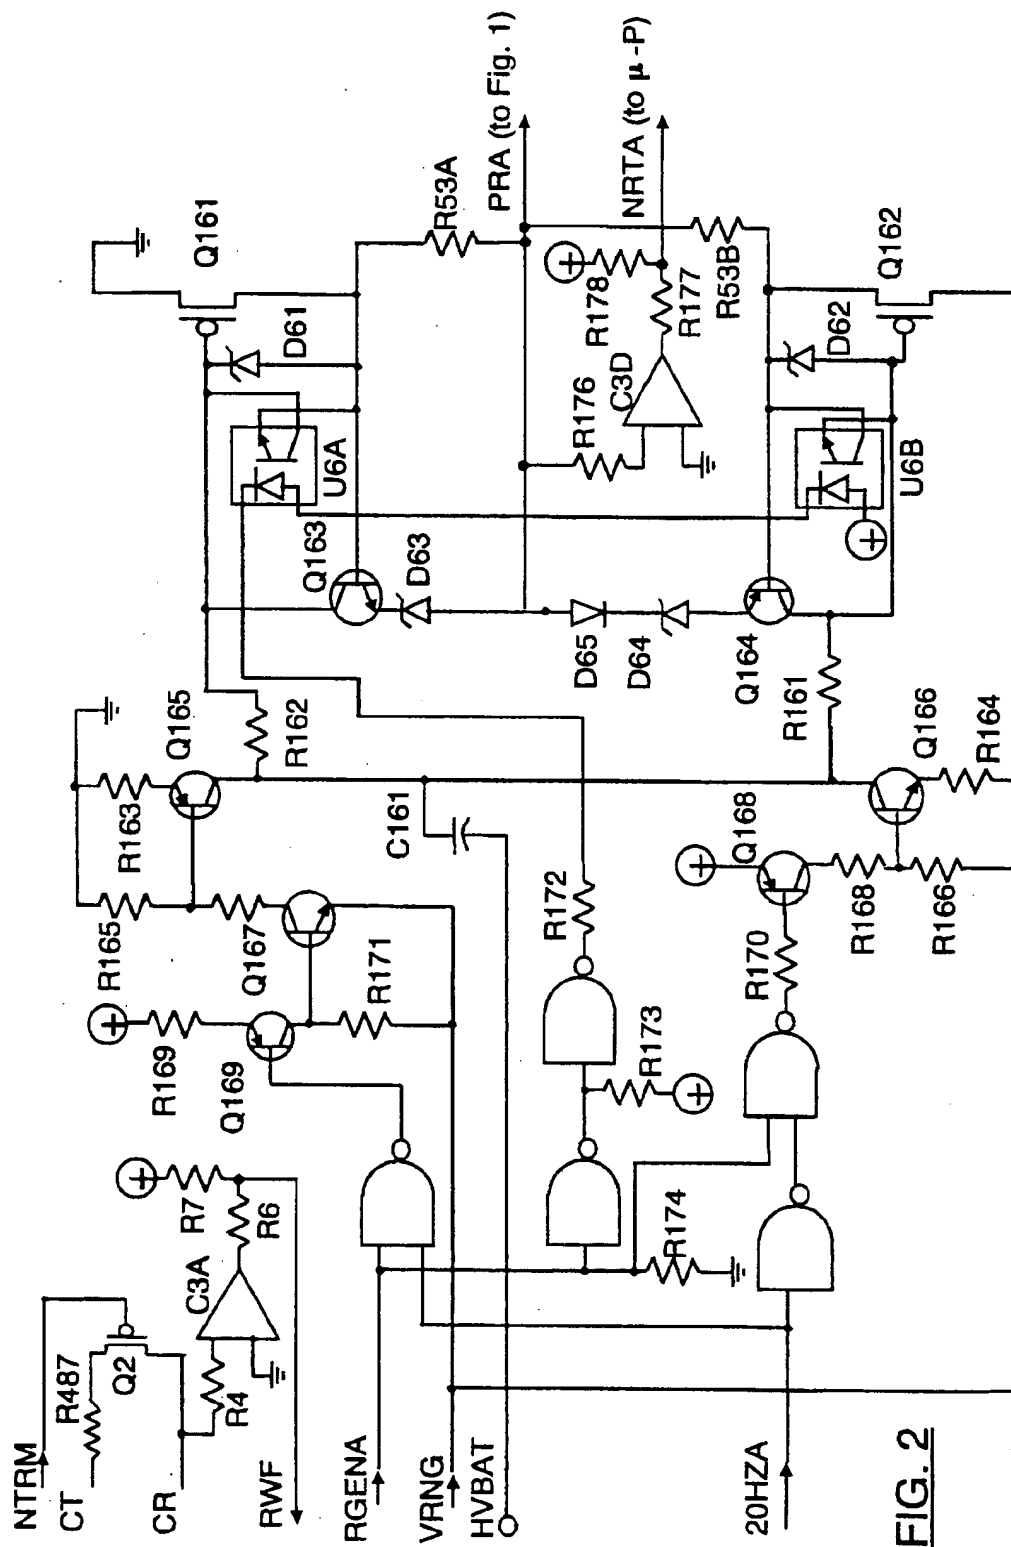 NTRM
CT
CR
RWF
RGENA
VRNG
HVBAT
20HZA
R487
Q2
R4
C3A
R7
R6
R169
Q169
R171
R165
Q167
R163
Q165
R162
C161
R172
R173
R174
R170
Q168
R168
R166
Q166
R164
R161
Q163
D63
D65
D64
Q164
U6A
D61
Q161
R53A
PRA (to Fig. 1)
NRTA (to μ-P)
R176
C3D
R178
R177
R53B
U6B
D62
Q162
FIG. 2